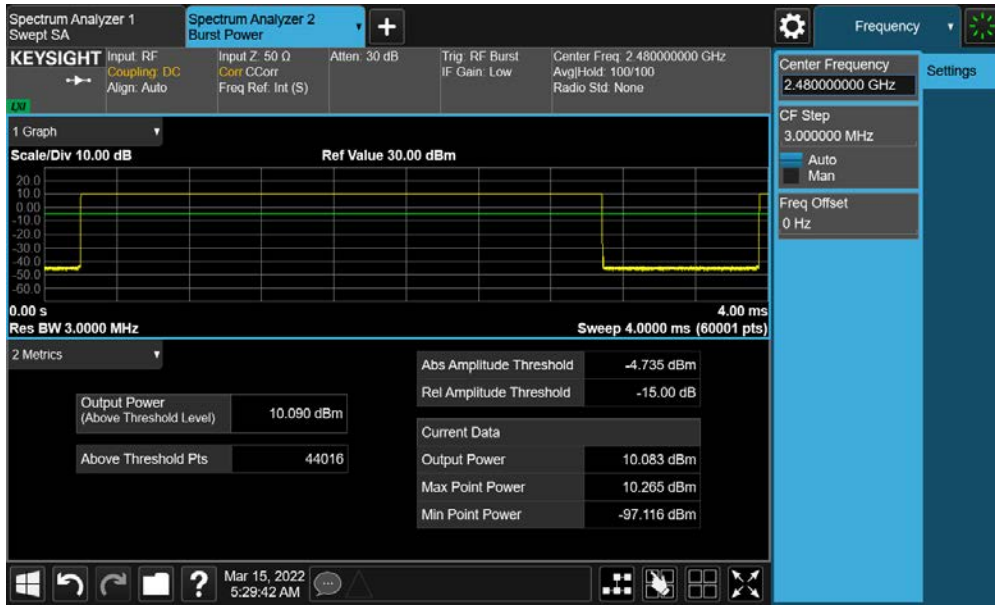 Spectrum Analyzer 1
Swept SA
Spectrum Analyzer 2
Burst Power
+
Frequency
KEYSIGHT
Input: RF
Coupling: DC
Align: Auto
Input Z: 50 Ω
Corr CCorr
Freq Ref: Int (S)
Atten: 30 dB
Trig: RF Burst
IF Gain: Low
Center Freq: 2.480000000 GHz
Avg|Hold: 100/100
Radio Std: None
LXI
Center Frequency
2.480000000 GHz
Settings
CF Step
3.000000 MHz
Auto
Man
Freq Offset
0 Hz
1 Graph
Scale/Div 10.00 dB
Ref Value 30.00 dBm
20.0
10.0
0.00
-10.0
-20.0
-30.0
-40.0
-50.0
-60.0
0.00 s
4.00 ms
Res BW 3.0000 MHz
Sweep 4.0000 ms (60001 pts)
2 Metrics
Output Power
(Above Threshold Level)
10.090 dBm
Above Threshold Pts
44016
Abs Amplitude Threshold
-4.735 dBm
Rel Amplitude Threshold
-15.00 dB
Current Data
Output Power
10.083 dBm
Max Point Power
10.265 dBm
Min Point Power
-97.116 dBm
?
Mar 15, 2022
5:29:42 AM